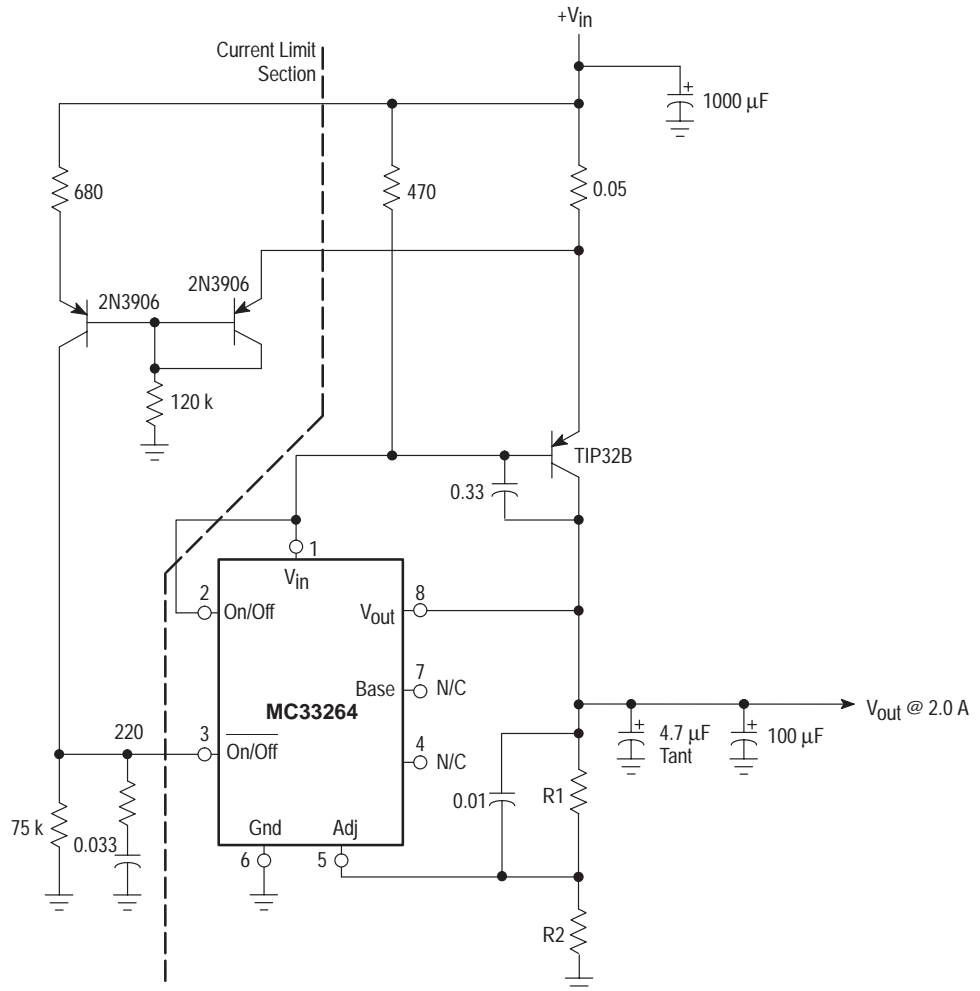 +Vin
Current Limit
Section
1000 µF
680
470
0.05
2N3906
2N3906
120 k
TIP32B
0.33
1
Vin
2
On/Off
8
Vout
7
Base
N/C
MC33264
Vout @ 2.0 A
220
3
On/Off
4
N/C
4.7 µF
Tant
100 µF
75 k
0.033
0.01
R1
Gnd
Adj
6
5
R2